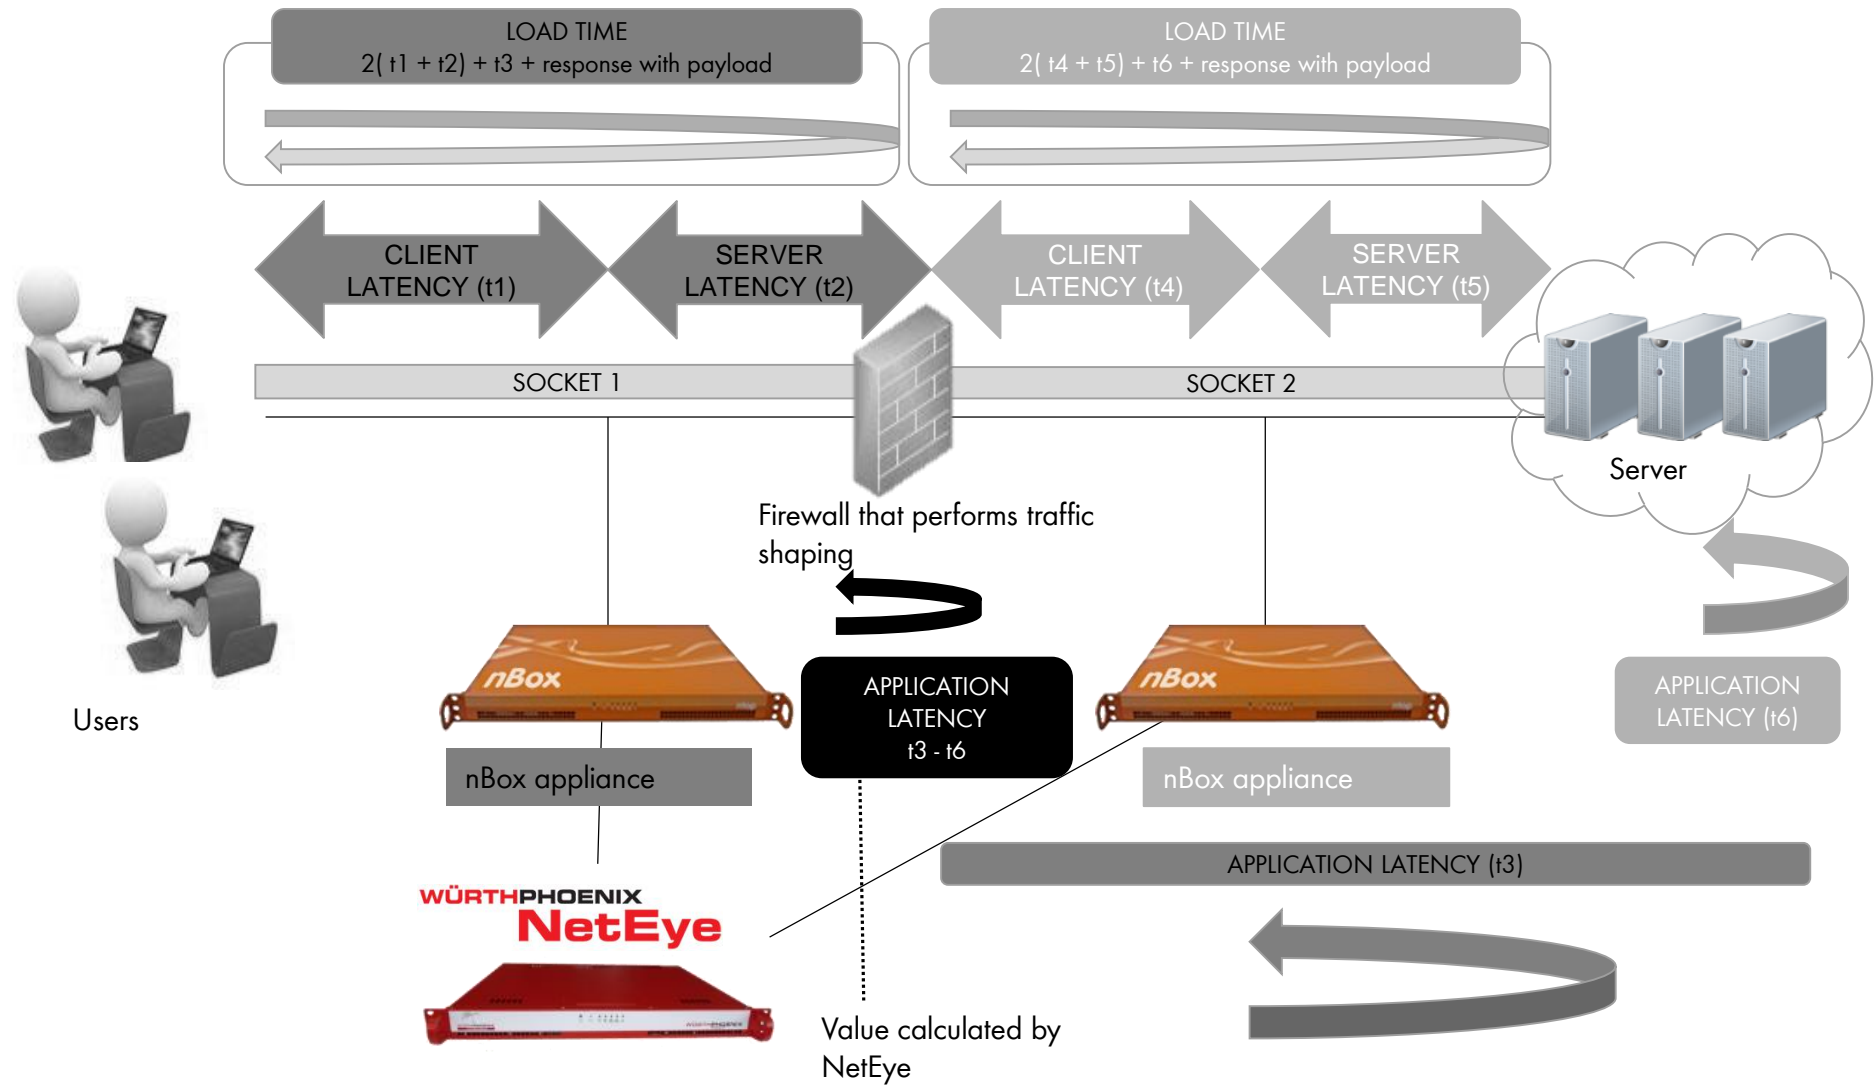 LOAD TIME
2( t1 + t2) + t3 + response with payload
LOAD TIME
2( t4 + t5) + t6 + response with payload
CLIENT
LATENCY (t1)
SERVER
LATENCY (t2)
CLIENT
LATENCY (t4)
SERVER
LATENCY (t5)
SOCKET 1
SOCKET 2
Server
Firewall that performs traffic
shaping
nBox
nBox
Users
APPLICATION
LATENCY
t3 - t6
APPLICATION
LATENCY (t6)
nBox appliance
nBox appliance
APPLICATION LATENCY (t3)
WÜRTHPHOENIX
NetEye
Value calculated by
NetEye